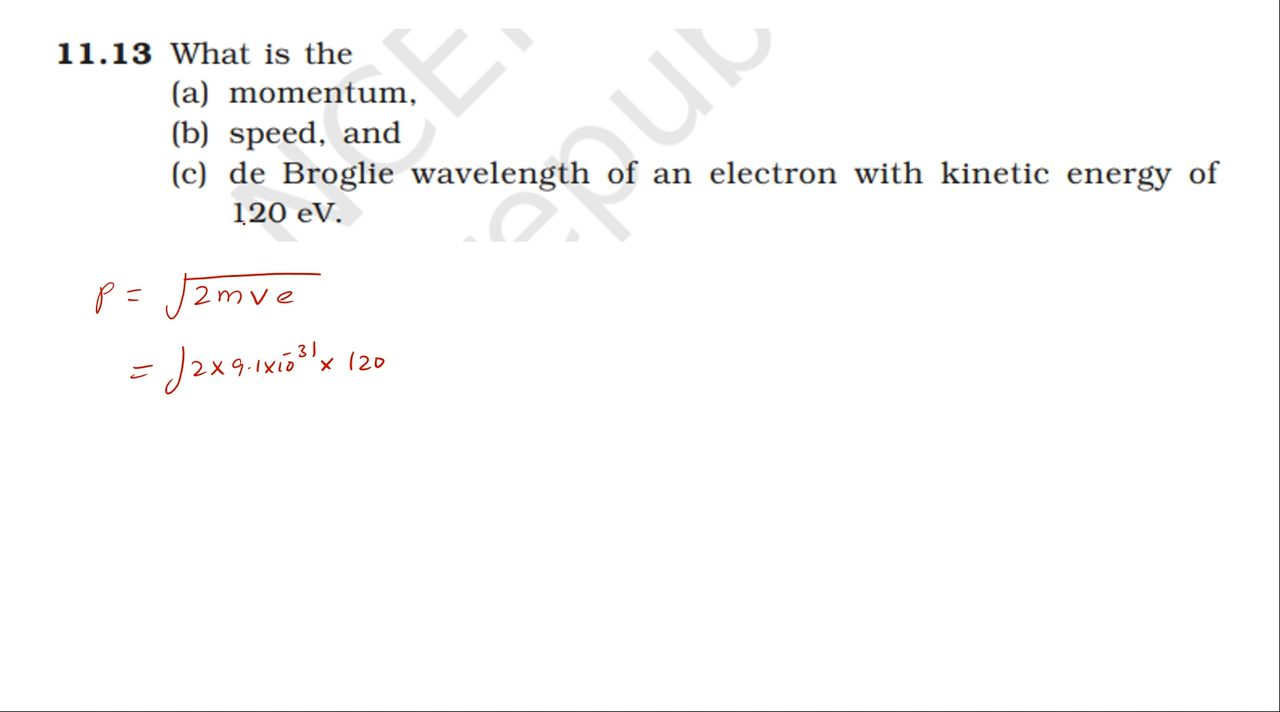 11.13 What is the
(a) momentum,
(b) speed, and
(c) de Broglie wavelength of an electron with kinetic energy of
120 eV.
P = √2mve
= √2×9.1×10⁻³¹× 120